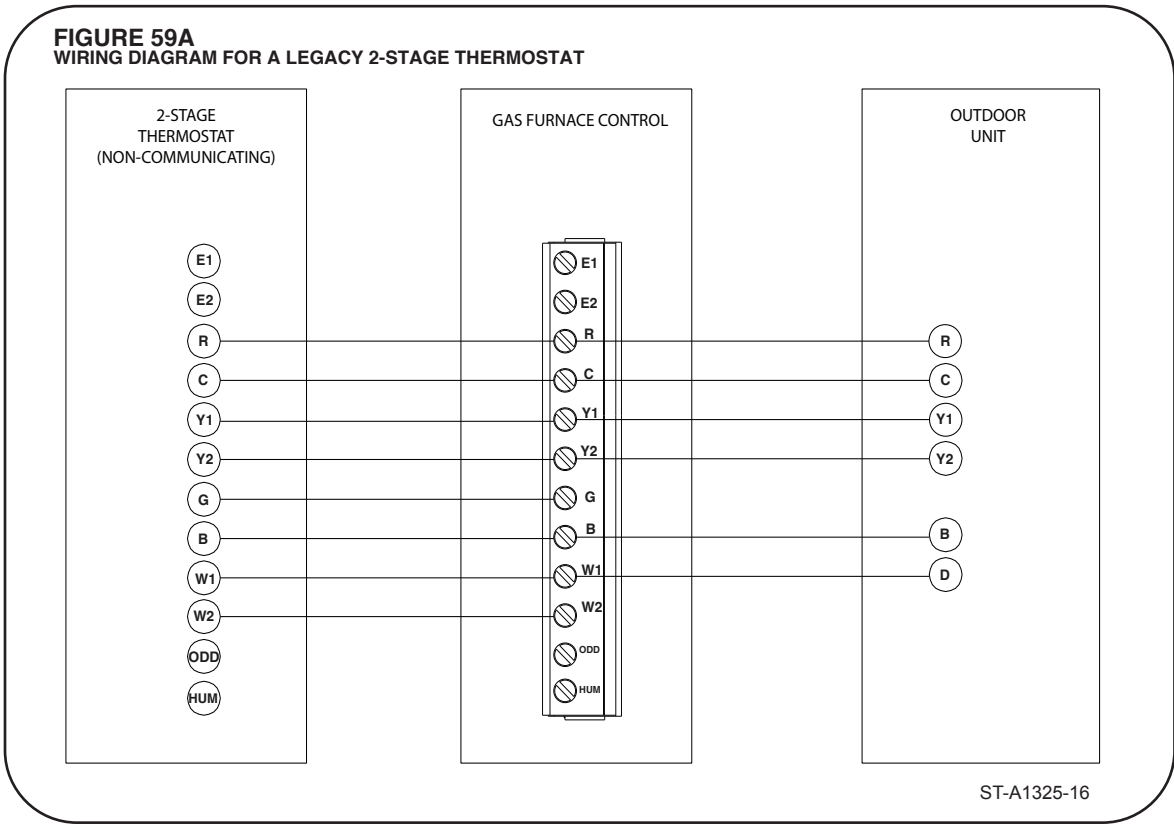 FIGURE 59A
WIRING DIAGRAM FOR A LEGACY 2-STAGE THERMOSTAT
2-STAGE
THERMOSTAT
(NON-COMMUNICATING)
E1
E2
R
C
Y1
Y2
G
B
W1
W2
ODD
HUM
GAS FURNACE CONTROL
E1
E2
R
C
Y1
Y2
G
B
W1
W2
ODD
HUM
OUTDOOR
UNIT
R
C
Y1
Y2
B
D
ST-A1325-16